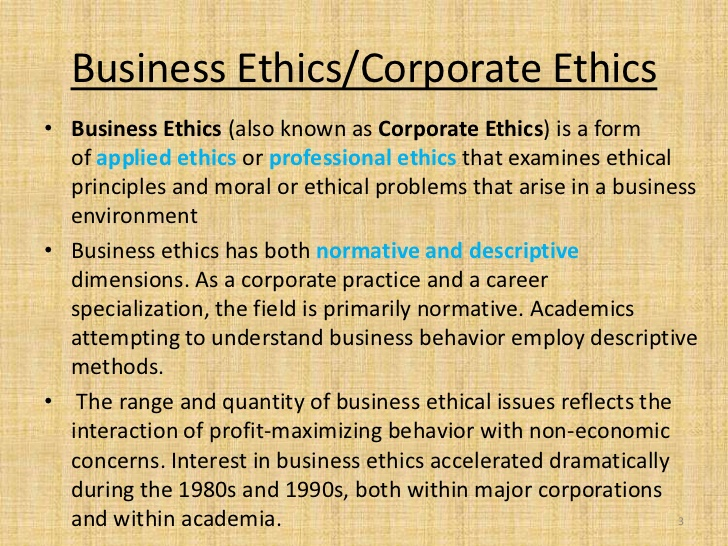 Business Ethics/Corporate Ethics
• Business Ethics (also known as Corporate Ethics) is a form
of applied ethics or professional ethics that examines ethical
principles and moral or ethical problems that arise in a business
environment
• Business ethics has both normative and descriptive
dimensions. As a corporate practice and a career
specialization, the field is primarily normative. Academics
attempting to understand business behavior employ descriptive
methods.
• The range and quantity of business ethical issues reflects the
interaction of profit-maximizing behavior with non-economic
concerns. Interest in business ethics accelerated dramatically
during the 1980s and 1990s, both within major corporations
and within academia.
3